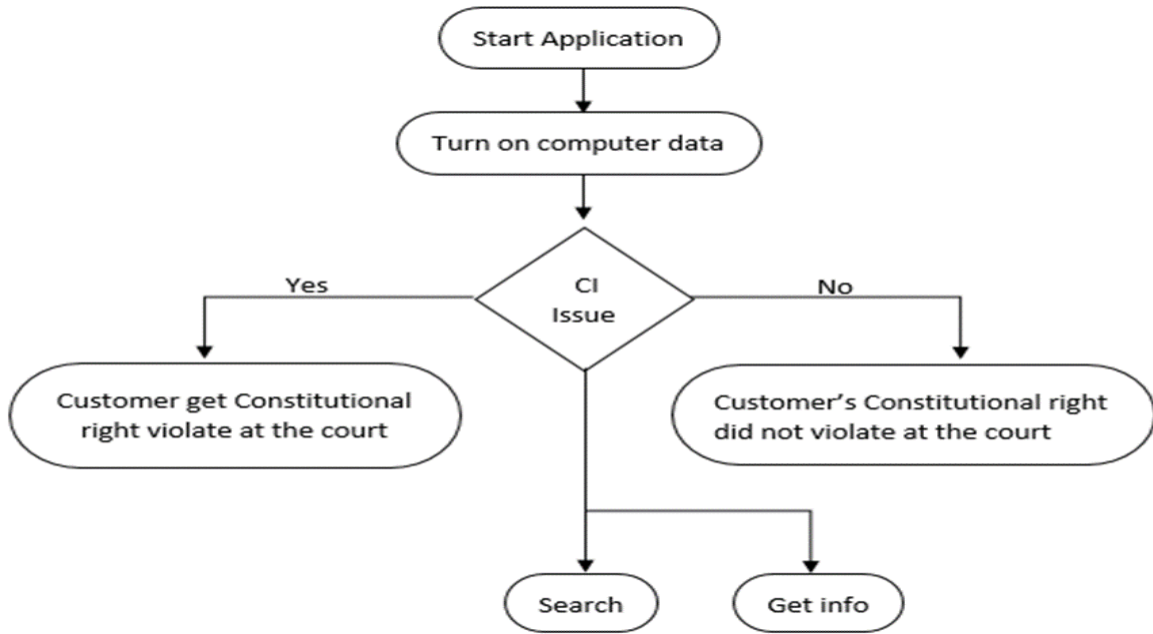 Start Application
Turn on computer data
CI
Issue
Yes
No
Customer get Constitutional
right violate at the court
Customer’s Constitutional right
did not violate at the court
Search
Get info